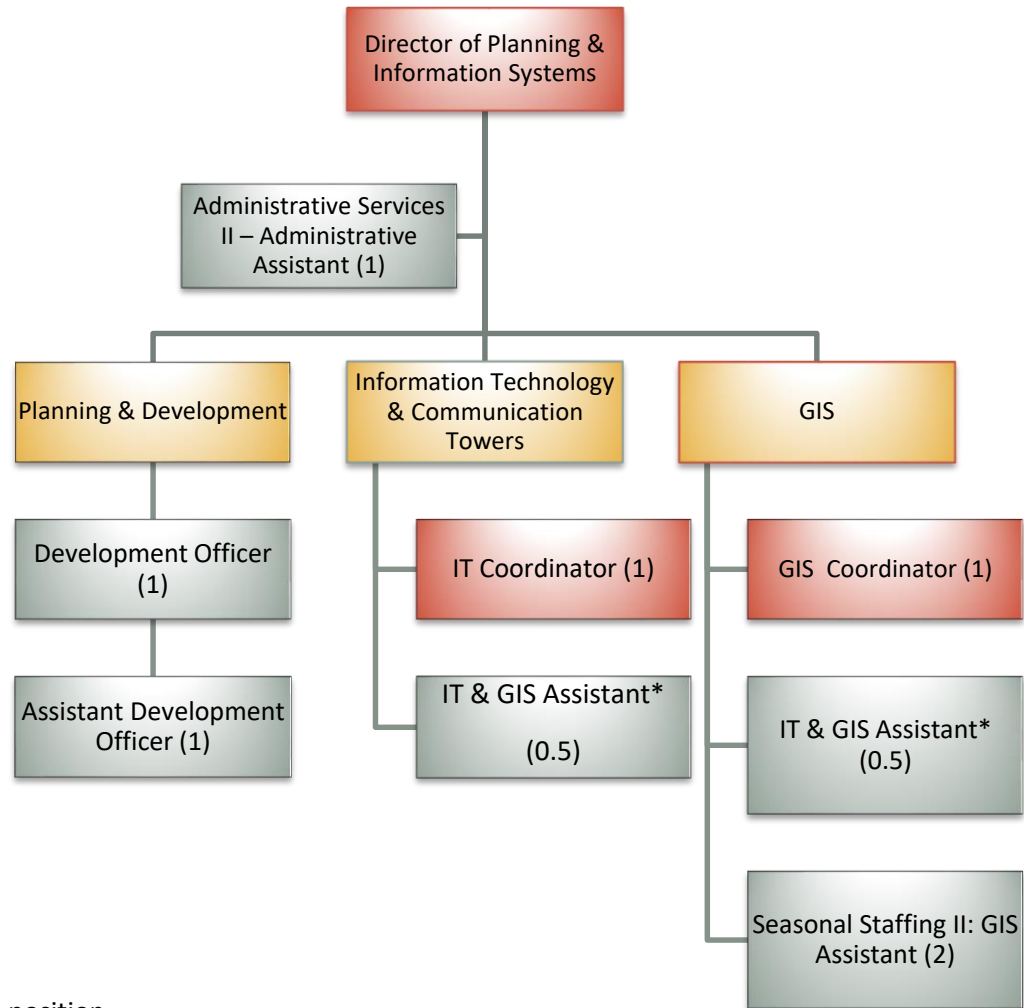 Director of Planning &
Information Systems
Administrative Services
II – Administrative
Assistant (1)
Planning & Development
Information Technology
& Communication
Towers
GIS
Development Officer
(1)
IT Coordinator (1)
GIS  Coordinator (1)
Assistant Development
Officer (1)
IT & GIS Assistant*
(0.5)
IT & GIS Assistant*
(0.5)
Seasonal Staffing II: GIS
Assistant (2)
position